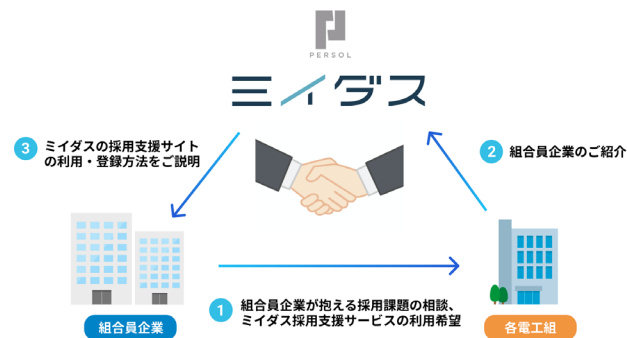 PERSOL
ミイダス
3 ミイダスの採用支援サイト
の利用・登録方法をご説明
2 組合員企業のご紹介
1 組合員企業が抱える採用課題の相談、
ミイダス採用支援サービスの利用希望
組合員企業
各電工組